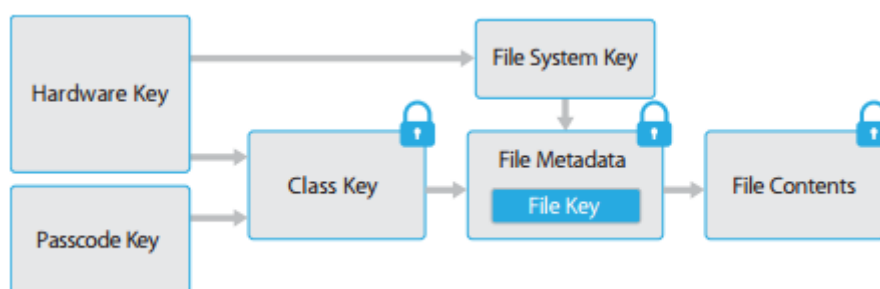 Hardware Key
File System Key
Class Key
File Metadata
File Key
File Contents
Passcode Key